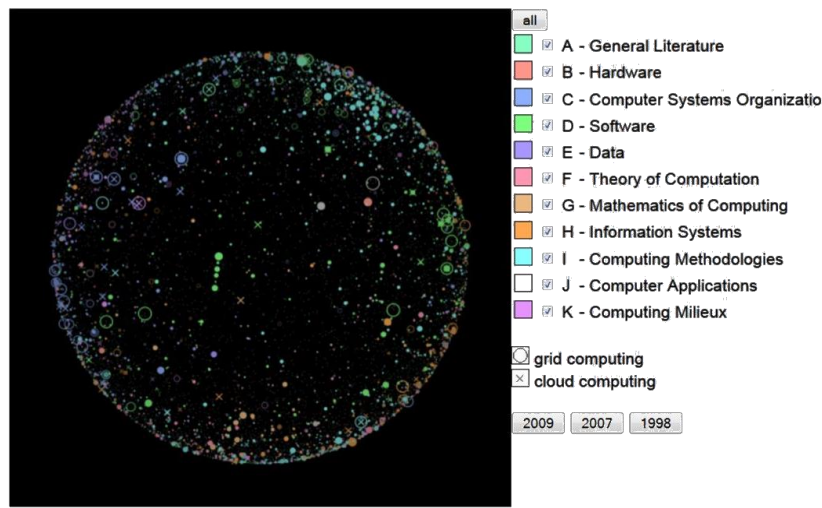 all
A - General Literature
B - Hardware
C - Computer Systems Organizatio
D - Software
E - Data
F - Theory of Computation
G - Mathematics of Computing
H - Information Systems
I - Computing Methodologies
J - Computer Applications
K - Computing Milieux
grid computing
cloud computing
2009 2007 1998